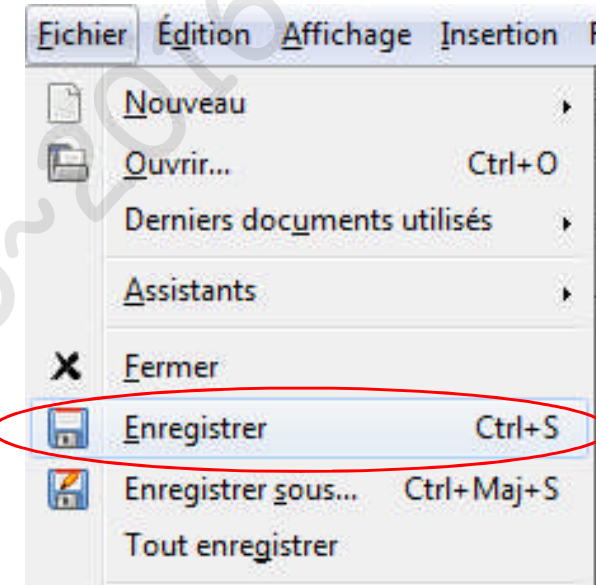 Fichier Édition Affichage Insertion
Nouveau
Ouvrir... Ctrl+O
Derniers documents utilisés
Assistants
Fermer
Enregistrer Ctrl+S
Enregistrer sous... Ctrl+Maj+S
Tout enregistrer